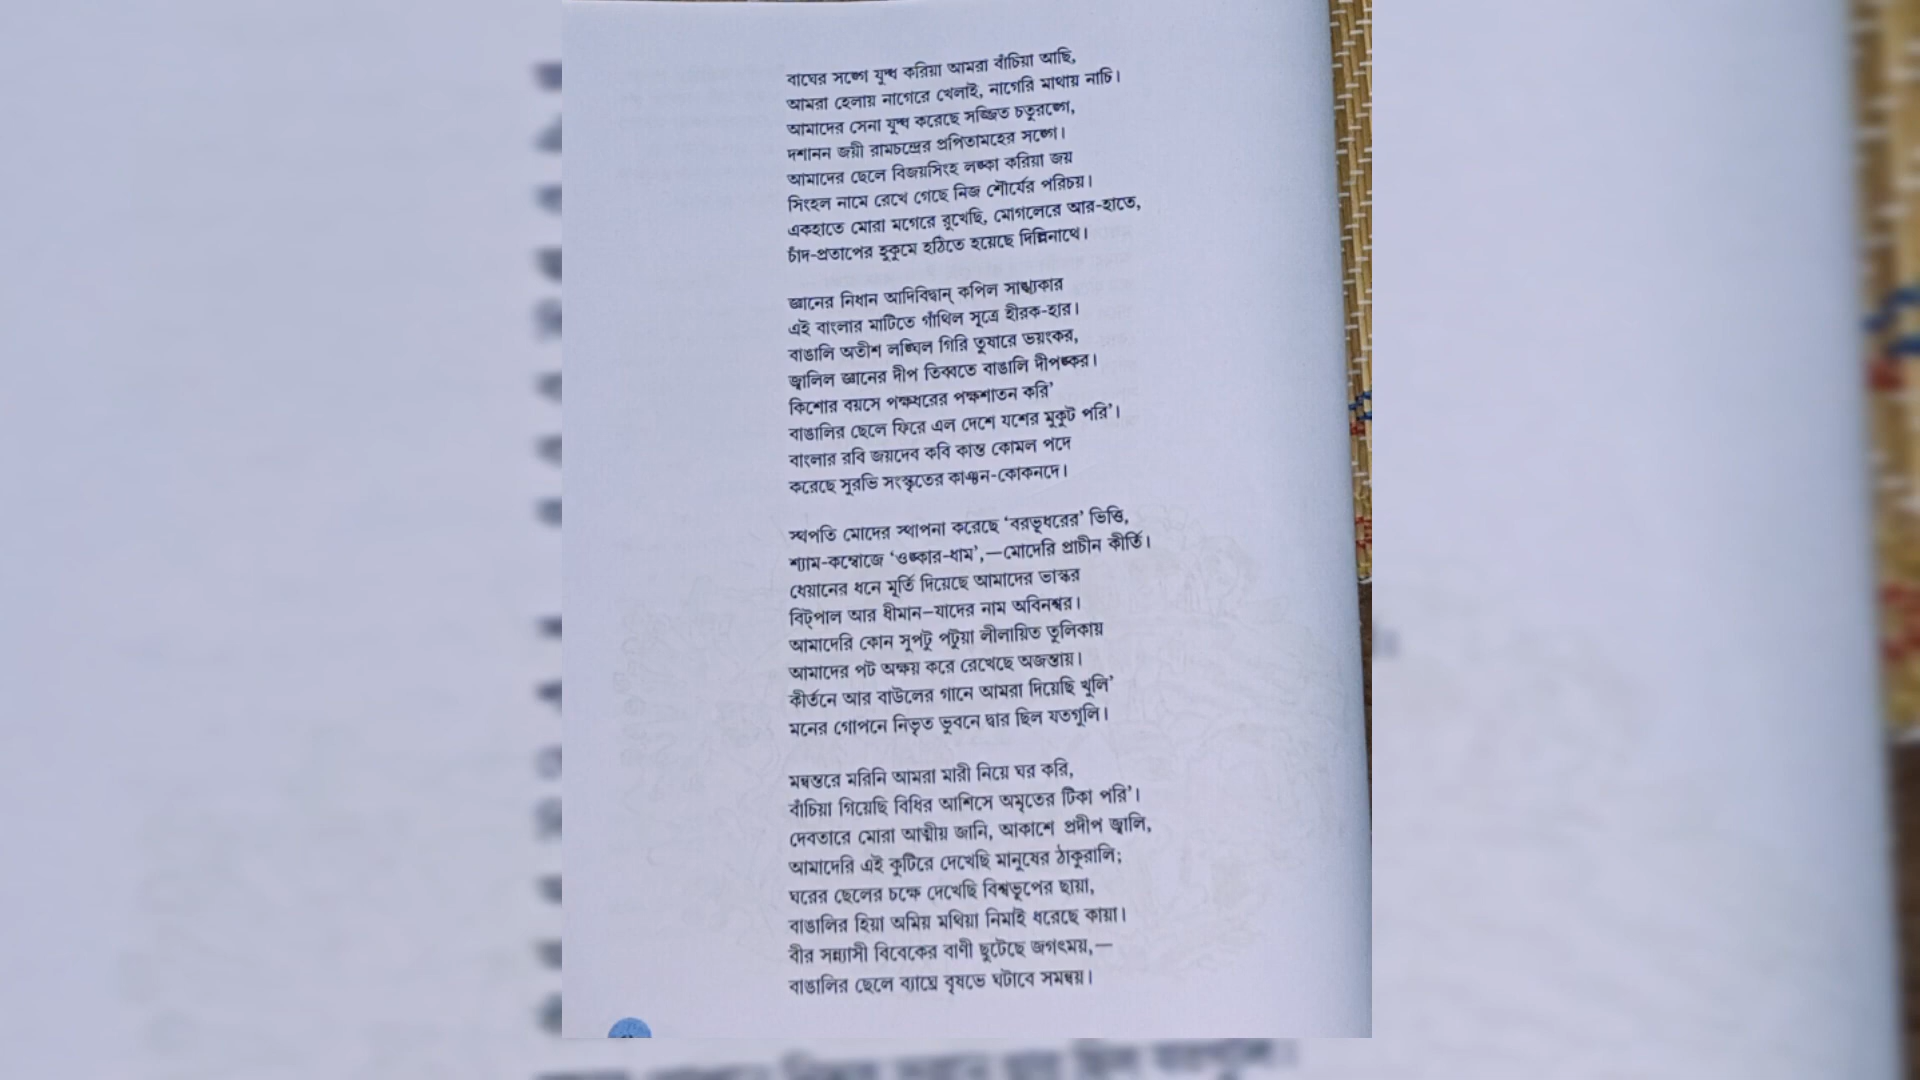 বাঘের সঙ্গে যুদ্ধ করিয়া আমরা বাঁচিয়া আছি,
আমরা হেলায় নাগেরে খেলাই, নাগেরি মাথায় নাচি।
আমাদের সেনা যুদ্ধ করেছে সজ্জিত চতুরঙ্গে,
দশানন জয়ী রামচন্দ্রের প্রপিতামহের সঙ্গে।
আমাদের ছেলে বিজয়সিংহ লঙ্কা করিয়া জয়
সিংহল নামে রেখে গেছে নিজ শৌর্যের পরিচয়।
একহাতে মোরা মগেরে রুখেছি, মোগলেরে আর-হাতে,
চাঁদ-প্রতাপের হুকুমে হঠিতে হয়েছে দিল্লিনাথে।
জ্ঞানের নিধান আদিবিদ্বান্ কপিল সাঙ্খ্যকার
এই বাংলার মাটিতে গাঁথিল সূত্রে হীরক-হার।
বাঙালি অতীশ লঙ্ঘিল গিরি তুষারে ভয়ংকর,
জ্বালিল জ্ঞানের দীপ তিব্বতে বাঙালি দীপঙ্কর।
কিশোর বয়সে পক্ষধরের পক্ষশাতন করি’
বাঙালির ছেলে ফিরে এল দেশে যশের মুকুট পরি’।
বাংলার রবি জয়দেব কবি কান্ত কোমল পদে
করেছে সুরভি সংস্কৃতের কাঞ্চন-কোকনদে।
স্থপতি মোদের স্থাপনা করেছে ‘বরভূধরের’ ভিত্তি,
শ্যাম-কম্বোজে ‘ওঙ্কার-ধাম’,—মোদেরি প্রাচীন কীর্তি।
ধেয়ানের ধনে মূর্তি দিয়েছে আমাদের ভাস্কর
বিট্‌পাল আর ধীমান–যাদের নাম অবিনশ্বর।
আমাদেরি কোন সুপটু পটুয়া লীলায়িত তুলিকায়
আমাদের পট অক্ষয় করে রেখেছে অজন্তায়।
কীর্তনে আর বাউলের গানে আমরা দিয়েছি খুলি’
মনের গোপনে নিভৃত ভুবনে দ্বার ছিল যতগুলি।
মন্বন্তরে মরিনি আমরা মারী নিয়ে ঘর করি,
বাঁচিয়া গিয়েছি বিধির আশিসে অমৃতের টিকা পরি’।
দেবতারে মোরা আত্মীয় জানি, আকাশে প্রদীপ জ্বালি,
আমাদেরি এই কুটিরে দেখেছি মানুষের ঠাকুরালি;
ঘরের ছেলের চক্ষে দেখেছি বিশ্বভূপের ছায়া,
বাঙালির হিয়া অমিয় মথিয়া নিমাই ধরেছে কায়া।
বীর সন্ন্যাসী বিবেকের বাণী ছুটেছে জগৎময়,—
বাঙালির ছেলে ব্যাঘ্রে বৃষভে ঘটাবে সমন্বয়।